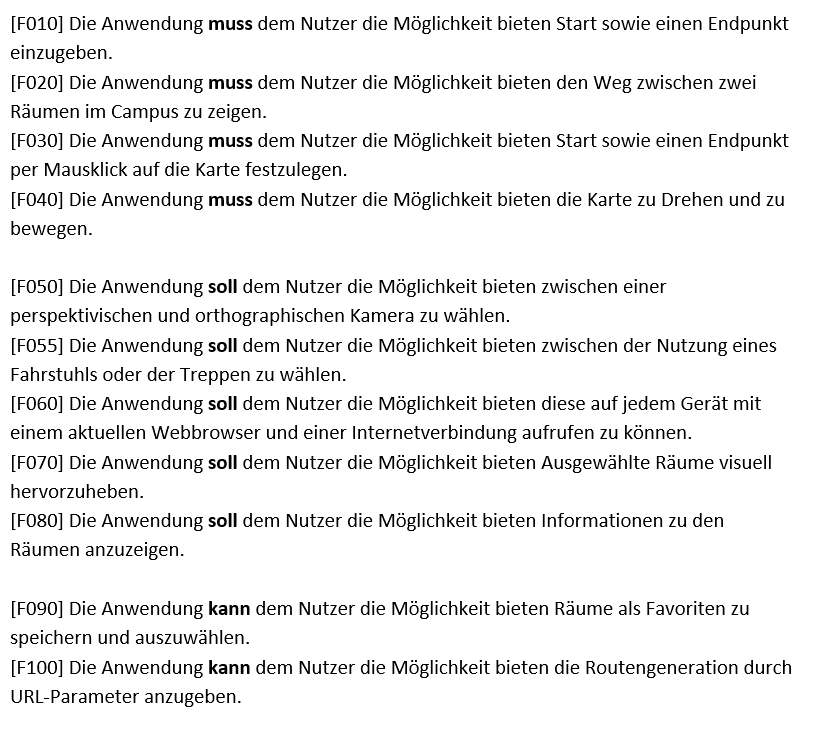 [F010] Die Anwendung muss dem Nutzer die Möglichkeit bieten Start sowie einen Endpunkt
einzugeben.
[F020] Die Anwendung muss dem Nutzer die Möglichkeit bieten den Weg zwischen zwei
Räumen im Campus zu zeigen.
[F030] Die Anwendung muss dem Nutzer die Möglichkeit bieten Start sowie einen Endpunkt
per Mausklick auf die Karte festzulegen.
[F040] Die Anwendung muss dem Nutzer die Möglichkeit bieten die Karte zu Drehen und zu
bewegen.
[F050] Die Anwendung soll dem Nutzer die Möglichkeit bieten zwischen einer
perspektivischen und orthographischen Kamera zu wählen.
[F055] Die Anwendung soll dem Nutzer die Möglichkeit bieten zwischen der Nutzung eines
Fahrstuhls oder der Treppen zu wählen.
[F060] Die Anwendung soll dem Nutzer die Möglichkeit bieten diese auf jedem Gerät mit
einem aktuellen Webbrowser und einer Internetverbindung aufrufen zu können.
[F070] Die Anwendung soll dem Nutzer die Möglichkeit bieten Ausgewählte Räume visuell
hervorzuheben.
[F080] Die Anwendung soll dem Nutzer die Möglichkeit bieten Informationen zu den
Räumen anzuzeigen.
[F090] Die Anwendung kann dem Nutzer die Möglichkeit bieten Räume als Favoriten zu
speichern und auszuwählen.
[F100] Die Anwendung kann dem Nutzer die Möglichkeit bieten die Routengeneration durch
URL-Parameter anzugeben.